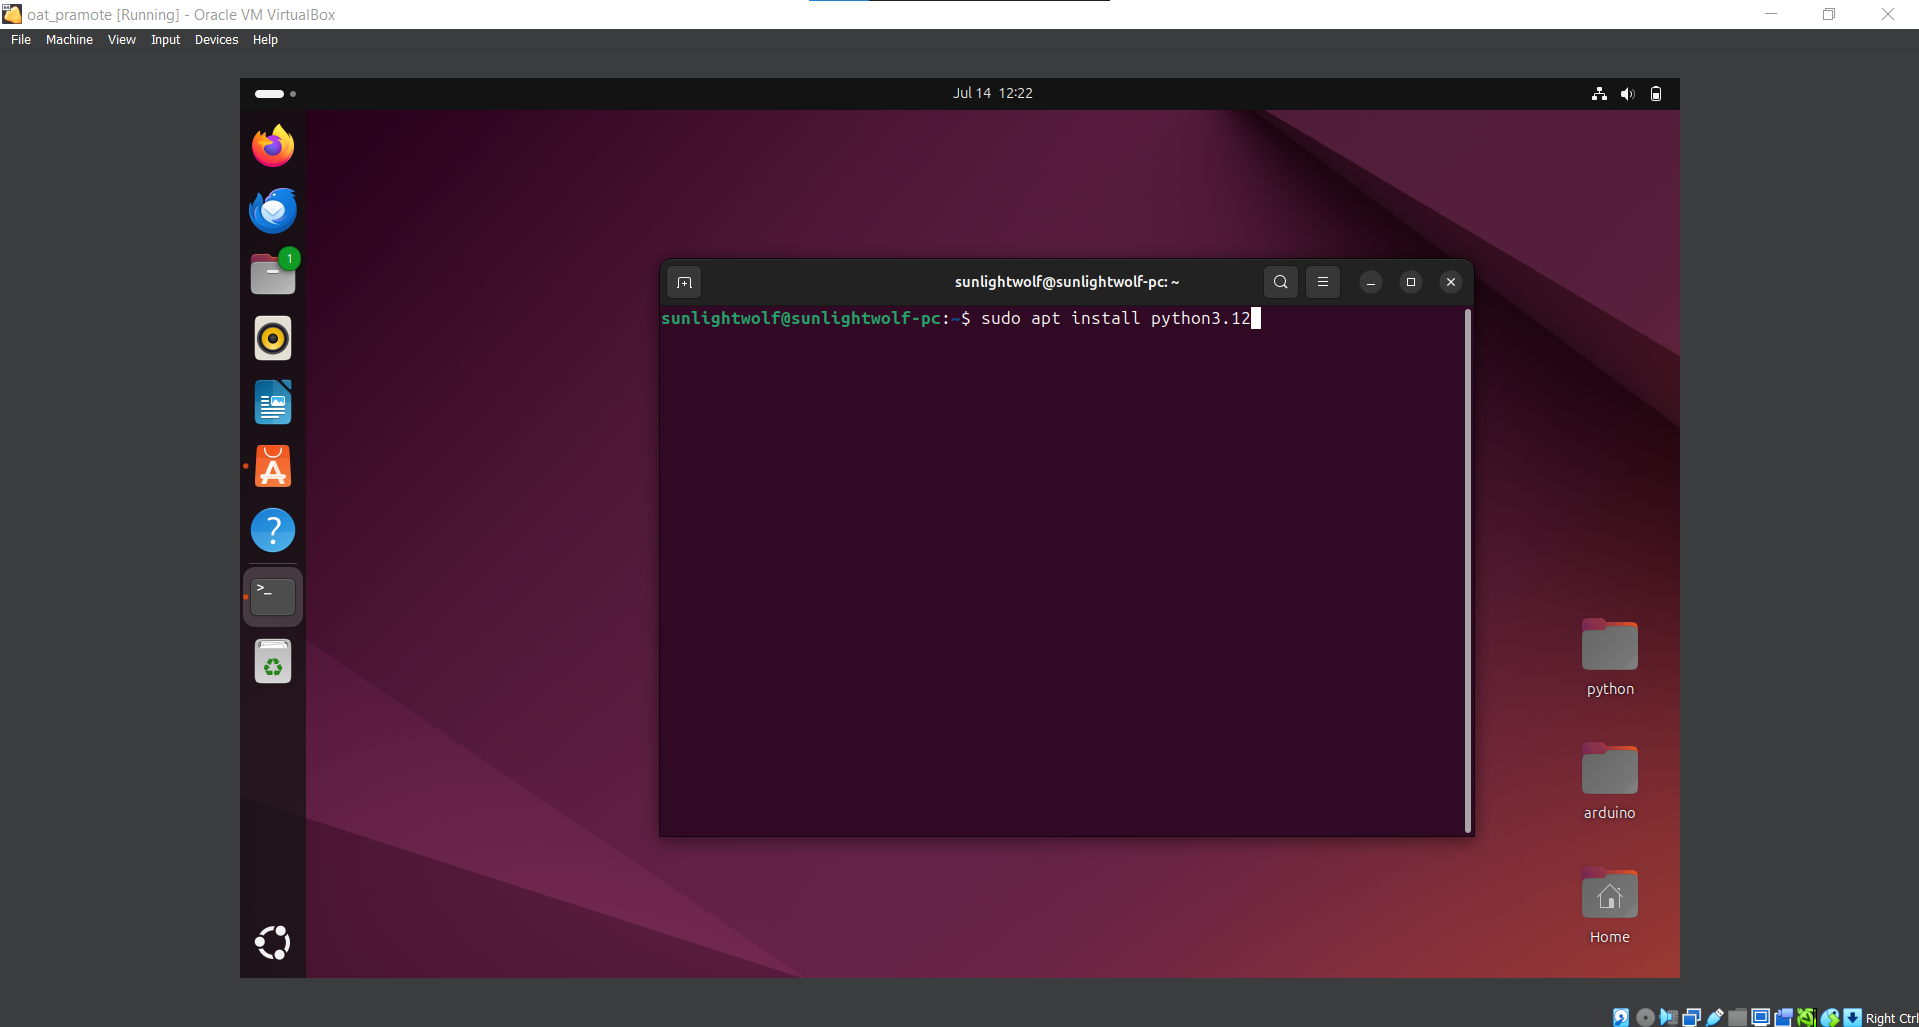 oat_pramote [Running] - Oracle VM VirtualBox
File Machine View Input Devices Help
Jul 14 12:22
1
sunlightwolf@sunlightwolf-pc: ~
sunlightwolf@sunlightwolf-pc:~$ sudo apt install python3.12
python
arduino
Home
Right Ctrl